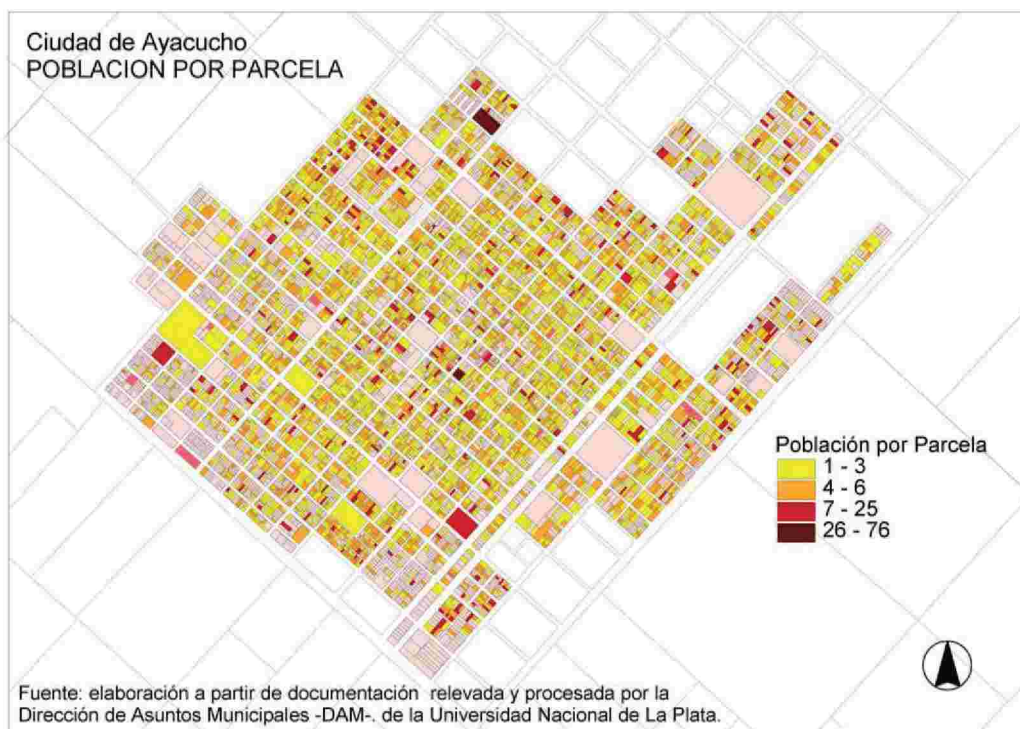 Ciudad de Ayacucho
POBLACION POR PARCELA
Población por Parcela
1 - 3
4 - 6
7 - 25
26 - 76
Fuente: elaboración a partir de documentación relevada y procesada por la
Dirección de Asuntos Municipales -DAM-. de la Universidad Nacional de La Plata.